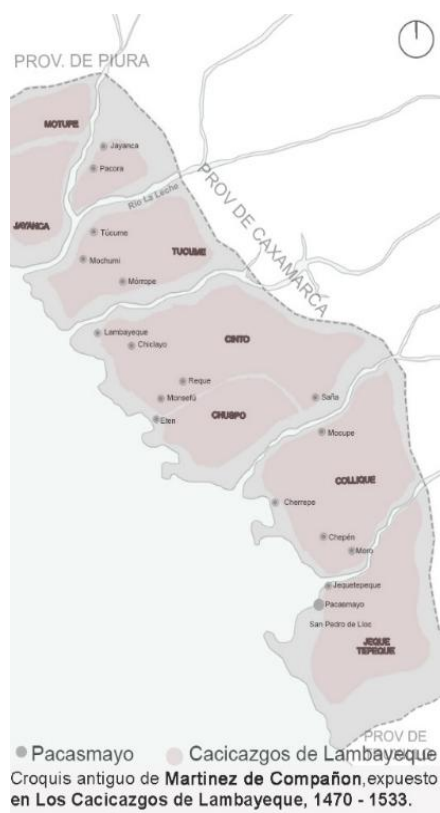 PROV. DE PIURA
MOTUPE
Jayanca
Pacora
Río La Leche
JAYANCA
PROV DE CAXAMARCA
Túcume
TUCUME
Mochumí
Mórrope
Lambayeque
Chiclayo
CINTO
Reque
Monsefú
Saña
CHUSPO
Eten
Mocupe
COLLIQUE
Cherrepe
Chepén
Moro
Jequetepeque
Pacasmayo
San Pedro de Lloc
JEQUE
TEPEQUE
PROV DE
Pacasmayo
Cacicazgos de Lambayeque
Croquis antiguo de Martinez de Compañon,expuesto
en Los Cacicazgos de Lambayeque, 1470 - 1533.